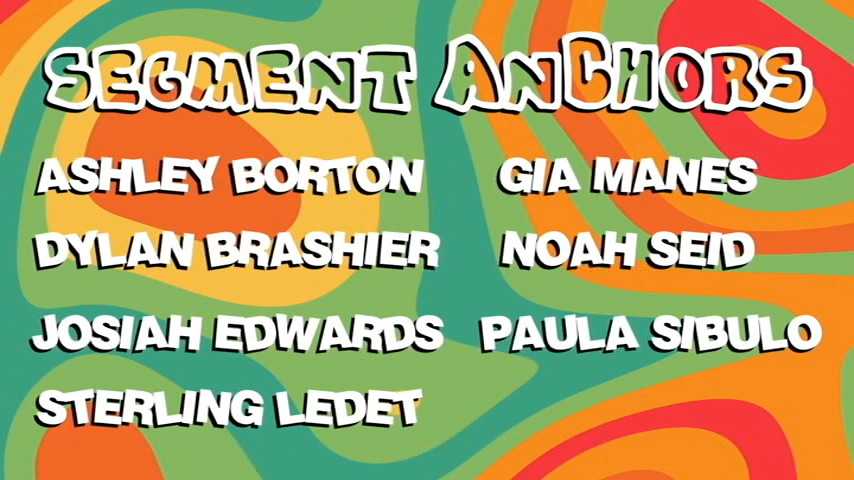 SEGMENT ANCHORS
ASHLEY BORTON
DYLAN BRASHIER
JOSIAH EDWARDS
STERLING LEDET
GIA MANES
NOAH SEID
PAULA SIBULO